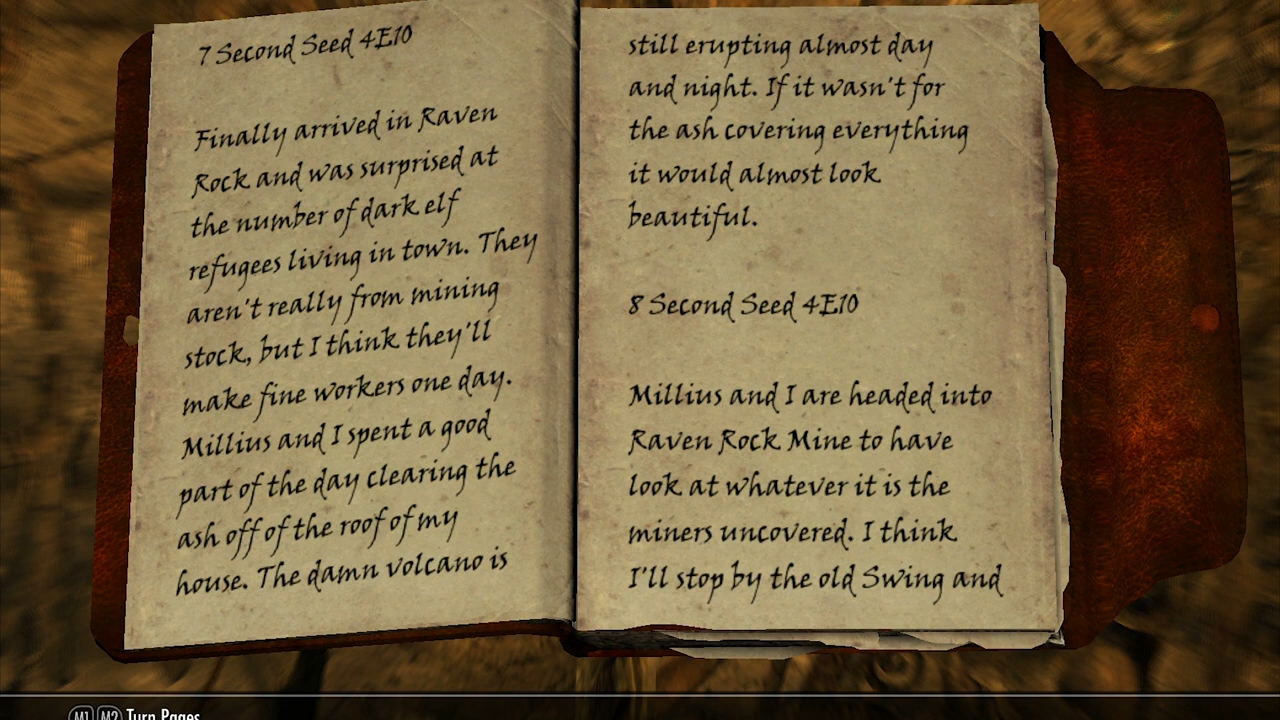 7 Second Seed 4E10
Finally arrived in Raven
Rock and was surprised at
the number of dark elf
refugees living in town. They
aren't really from mining
stock, but I think they'll
make fine workers one day.
Millius and I spent a good
part of the day clearing the
ash off of the roof of my
house. The damn volcano is
still erupting almost day
and night. If it wasn't for
the ash covering everything
it would almost look
beautiful.
8 Second Seed 4E10
Millius and I are headed into
Raven Rock Mine to have
look at whatever it is the
miners uncovered. I think
I'll stop by the old Swing and
M1 M2 Turn Pages